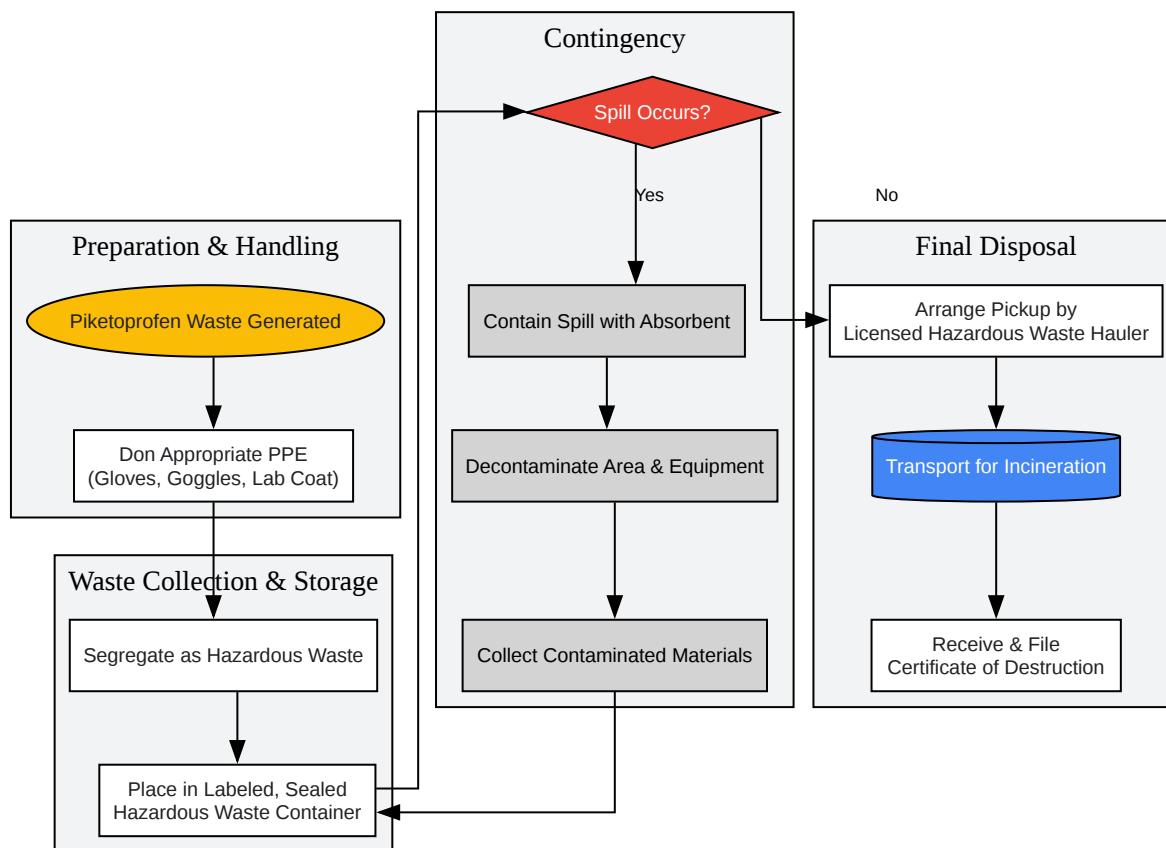 Contingency
Spill Occurs?
Yes
No
Preparation & Handling
Piketoprofen Waste Generated
Don Appropriate PPE
(Gloves, Goggles, Lab Coat)
Waste Collection & Storage
Segregate as Hazardous Waste
Place in Labeled, Sealed
Hazardous Waste Container
Contain Spill with Absorbent
Decontaminate Area & Equipment
Collect Contaminated Materials
Final Disposal
Arrange Pickup by
Licensed Hazardous Waste Hauler
Transport for Incineration
Receive & File
Certificate of Destruction